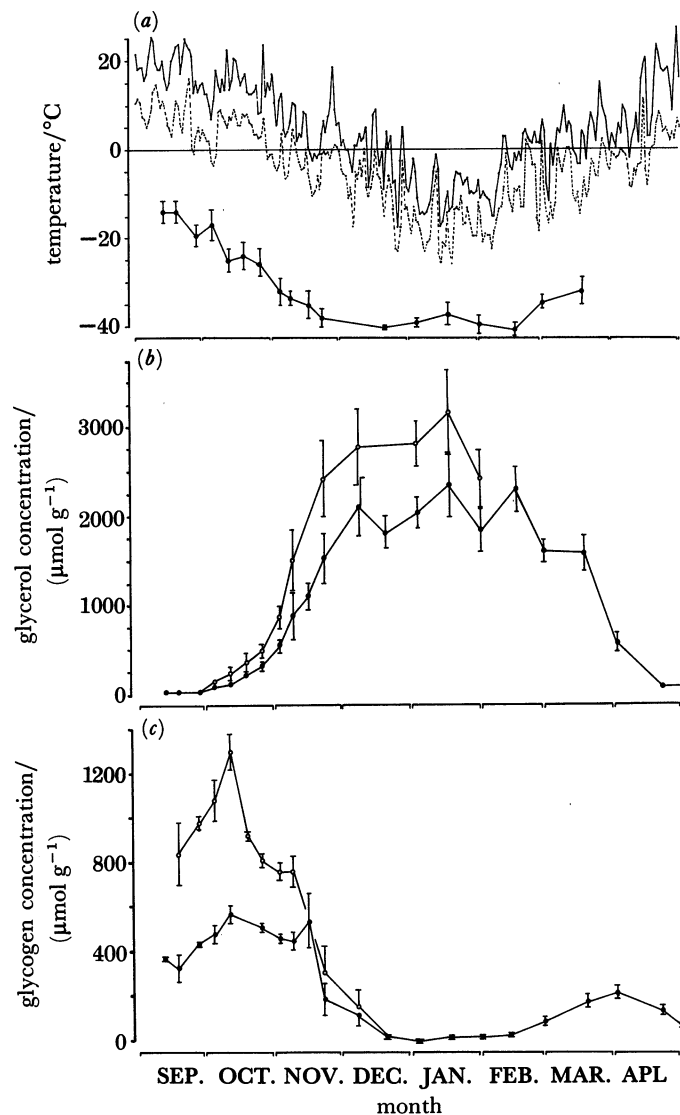 (a)
20
10
0
−20
−40
temperature/°C
(b)
3000
2000
1000
0
glycerol concentration/
(μmol g⁻¹)
(c)
1200
800
400
0
glycogen concentration/
(μmol g⁻¹)
SEP. OCT. NOV. DEC. JAN. FEB. MAR. APL
month